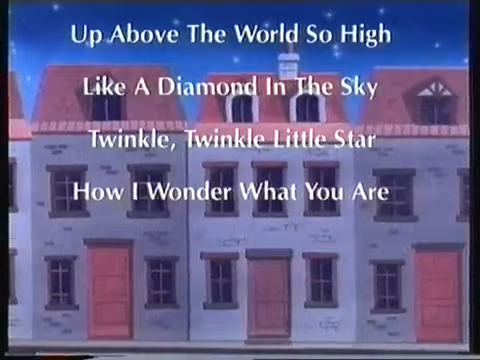 Up Above The World So High
Like A Diamond In The Sky
Twinkle, Twinkle Little Star
How I Wonder What You Are